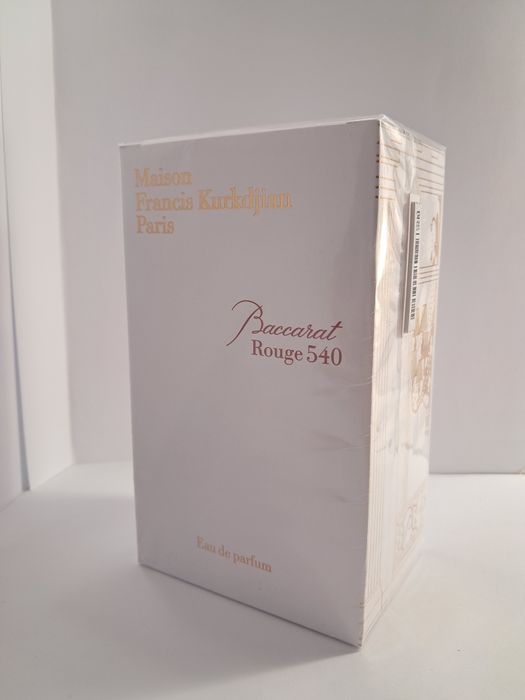 Maison
Francis Kurkdjian
Paris
Baccarat
Rouge 540
Eau de parfum